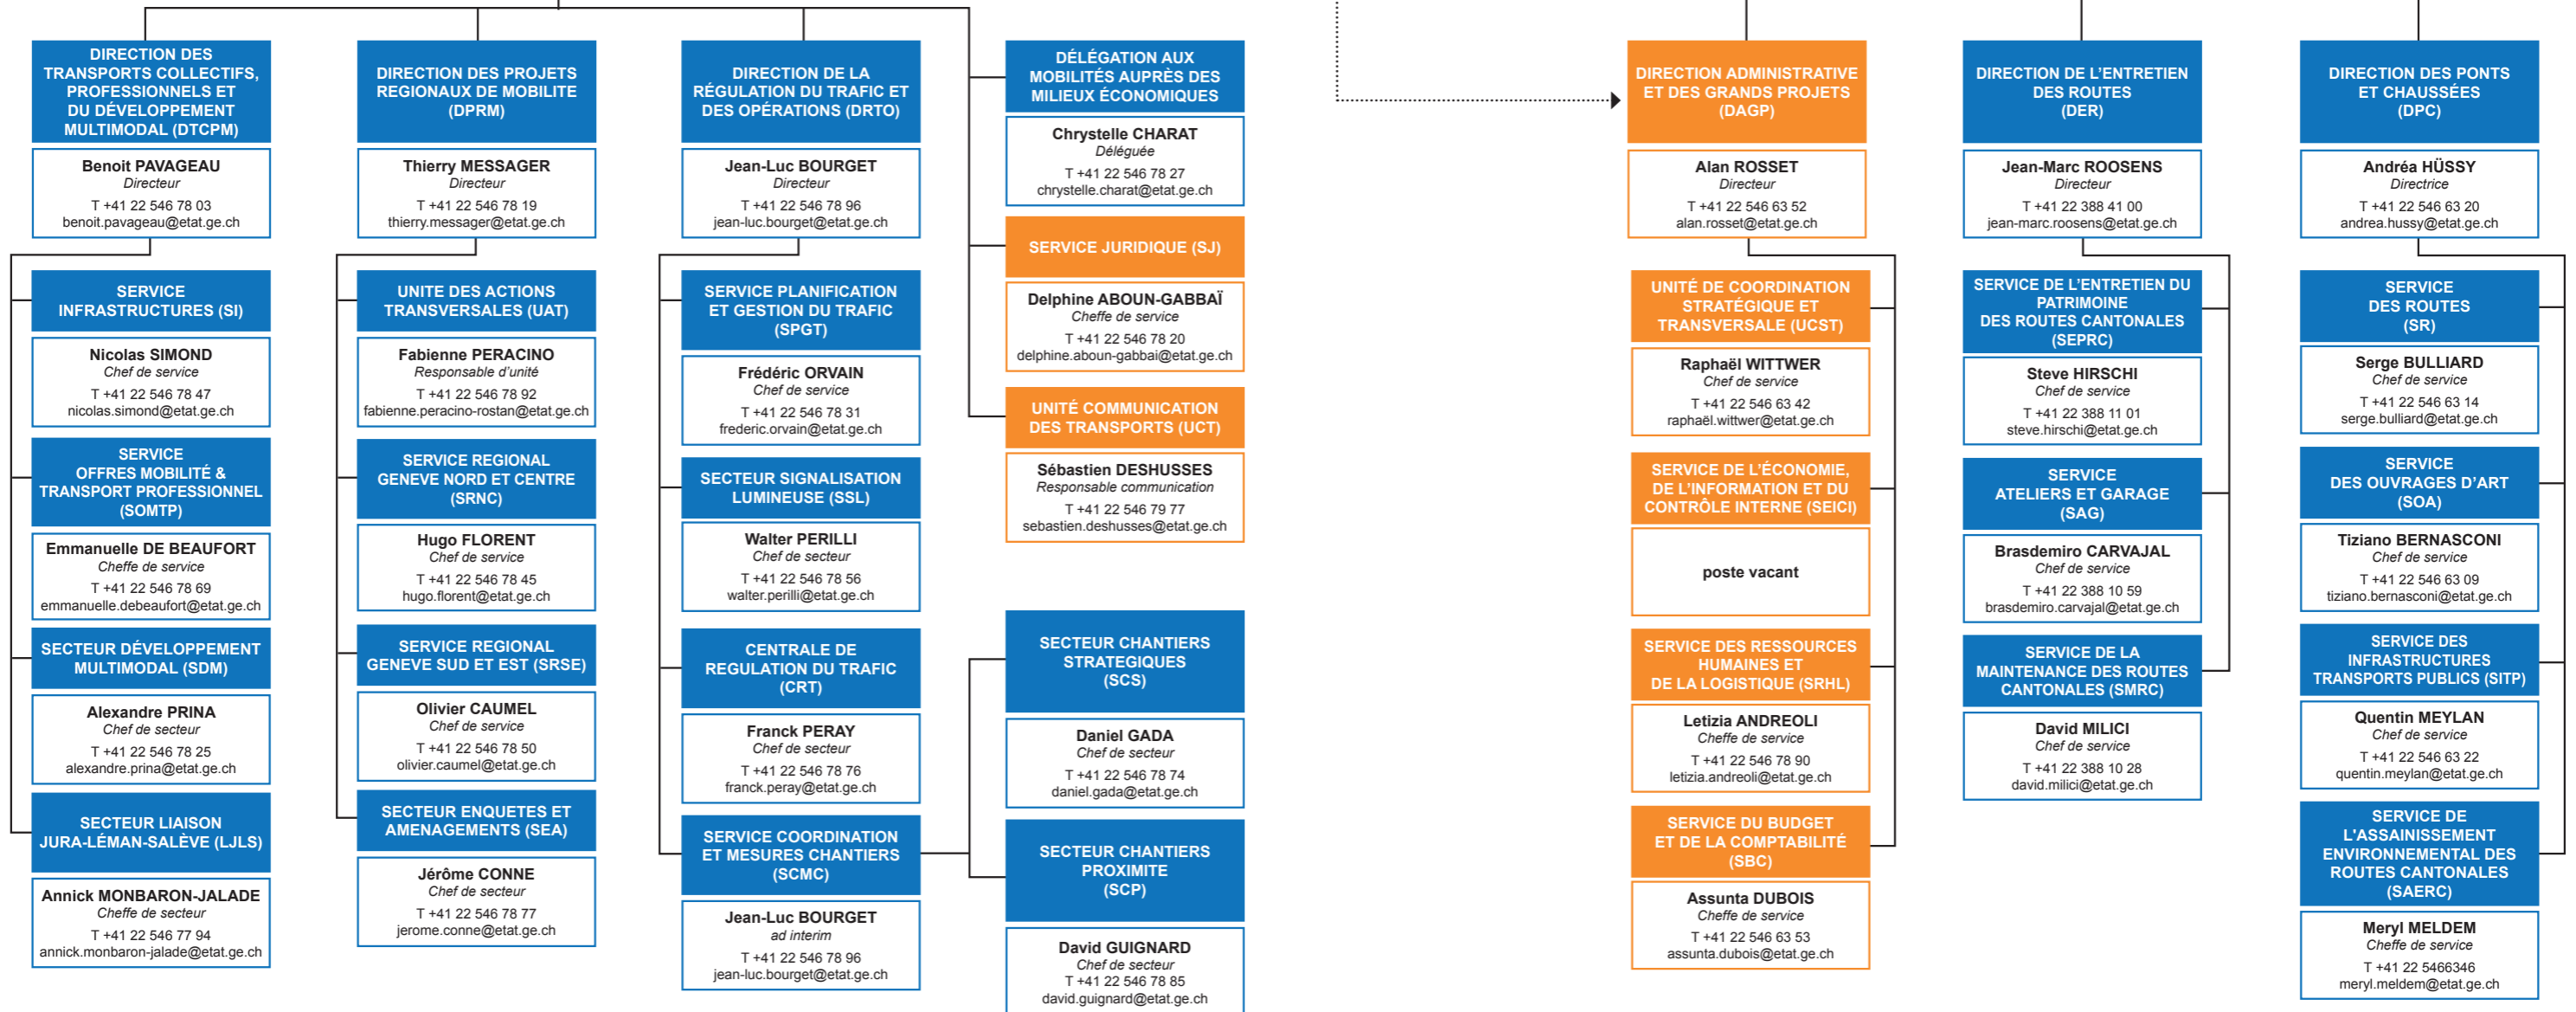 DIRECTION DES
TRANSPORTS COLLECTIFS,
PROFESSIONNELS ET
DU DÉVELOPPEMENT
MULTIMODAL (DTCPM)
Benoit PAVAGEAU
Directeur
T +41 22 546 78 03
benoit.pavageau@etat.ge.ch
SERVICE
INFRASTRUCTURES (SI)
Nicolas SIMOND
Chef de service
T +41 22 546 78 47
nicolas.simond@etat.ge.ch
SERVICE
OFFRES MOBILITÉ &
TRANSPORT PROFESSIONNEL
(SOMTP)
Emmanuelle DE BEAUFORT
Cheffe de service
T +41 22 546 78 69
emmanuelle.debeaufort@etat.ge.ch
SECTEUR DÉVELOPPEMENT
MULTIMODAL (SDM)
Alexandre PRINA
Chef de secteur
T +41 22 546 78 25
alexandre.prina@etat.ge.ch
SECTEUR LIAISON
JURA-LÉMAN-SALÈVE (LJLS)
Annick MONBARON-JALADE
Cheffe de secteur
T +41 22 546 77 94
annick.monbaron-jalade@etat.ge.ch
DIRECTION DES PROJETS
REGIONAUX DE MOBILITE
(DPRM)
Thierry MESSAGER
Directeur
T +41 22 546 78 19
thierry.messager@etat.ge.ch
UNITE DES ACTIONS
TRANSVERSALES (UAT)
Fabienne PERACINO
Responsable d'unité
T +41 22 546 78 92
fabienne.peracino-rostan@etat.ge.ch
SERVICE REGIONAL
GENEVE NORD ET CENTRE
(SRNC)
Hugo FLORENT
Chef de service
T +41 22 546 78 45
hugo.florent@etat.ge.ch
SERVICE REGIONAL
GENEVE SUD ET EST (SRSE)
Olivier CAUMEL
Chef de service
T +41 22 546 78 50
olivier.caumel@etat.ge.ch
SECTEUR ENQUETES ET
AMENAGEMENTS (SEA)
Jérôme CONNE
Chef de secteur
T +41 22 546 78 77
jerome.conne@etat.ge.ch
DIRECTION DE LA
RÉGULATION DU TRAFIC ET
DES OPÉRATIONS (DRTO)
Jean-Luc BOURGET
Directeur
T +41 22 546 78 96
jean-luc.bourget@etat.ge.ch
SERVICE PLANIFICATION
ET GESTION DU TRAFIC
(SPGT)
Frédéric ORVAIN
Chef de service
T +41 22 546 78 31
frederic.orvain@etat.ge.ch
SECTEUR SIGNALISATION
LUMINEUSE (SSL)
Walter PERILLI
Chef de secteur
T +41 22 546 78 56
walter.perilli@etat.ge.ch
CENTRALE DE
REGULATION DU TRAFIC
(CRT)
Franck PERAY
Chef de secteur
T +41 22 546 78 76
franck.peray@etat.ge.ch
SERVICE COORDINATION
ET MESURES CHANTIERS
(SCMC)
Jean-Luc BOURGET
ad interim
T +41 22 546 78 96
jean-luc.bourget@etat.ge.ch
DÉLÉGATION AUX
MOBILITÉS AUPRÈS DES
MILIEUX ÉCONOMIQUES
Chrystelle CHARAT
Déléguée
T +41 22 546 78 27
chrystelle.charat@etat.ge.ch
SERVICE JURIDIQUE (SJ)
Delphine ABOUN-GABBAÏ
Cheffe de service
T +41 22 546 78 20
delphine.aboun-gabbai@etat.ge.ch
UNITÉ COMMUNICATION
DES TRANSPORTS (UCT)
Sébastien DESHUSSES
Responsable communication
T +41 22 546 79 77
sebastien.deshusses@etat.ge.ch
SECTEUR CHANTIERS
STRATEGIQUES
(SCS)
Daniel GADA
Chef de secteur
T +41 22 546 78 74
daniel.gada@etat.ge.ch
SECTEUR CHANTIERS
PROXIMITE
(SCP)
David GUIGNARD
Chef de secteur
T +41 22 546 78 85
david.guignard@etat.ge.ch
DIRECTION ADMINISTRATIVE
ET DES GRANDS PROJETS
(DAGP)
Alan ROSSET
Directeur
T +41 22 546 63 52
alan.rosset@etat.ge.ch
UNITÉ DE COORDINATION
STRATÉGIQUE ET
TRANSVERSALE (UCST)
Raphaël WITTWER
Chef de service
T +41 22 546 63 42
raphaël.wittwer@etat.ge.ch
SERVICE DE L'ÉCONOMIE,
DE L'INFORMATION ET DU
CONTRÔLE INTERNE (SEICI)
poste vacant
SERVICE DES RESSOURCES
HUMAINES ET
DE LA LOGISTIQUE (SRHL)
Letizia ANDREOLI
Cheffe de service
T +41 22 546 78 90
letizia.andreoli@etat.ge.ch
SERVICE DU BUDGET
ET DE LA COMPTABILITÉ
(SBC)
Assunta DUBOIS
Cheffe de service
T +41 22 546 63 53
assunta.dubois@etat.ge.ch
DIRECTION DE L'ENTRETIEN
DES ROUTES
(DER)
Jean-Marc ROOSENS
Directeur
T +41 22 388 41 00
jean-marc.roosens@etat.ge.ch
SERVICE DE L'ENTRETIEN DU
PATRIMOINE
DES ROUTES CANTONALES
(SEPRC)
Steve HIRSCHI
Chef de service
T +41 22 388 11 01
steve.hirschi@etat.ge.ch
SERVICE
ATELIERS ET GARAGE
(SAG)
Brasdemiro CARVAJAL
Chef de service
T +41 22 388 10 59
brasdemiro.carvajal@etat.ge.ch
SERVICE DE LA
MAINTENANCE DES ROUTES
CANTONALES (SMRC)
David MILICI
Chef de service
T +41 22 388 10 28
david.milici@etat.ge.ch
DIRECTION DES PONTS
ET CHAUSSÉES
(DPC)
Andréa HÜSSY
Directrice
T +41 22 546 63 20
andrea.hussy@etat.ge.ch
SERVICE
DES ROUTES
(SR)
Serge BULLIARD
Chef de service
T +41 22 546 63 14
serge.bulliard@etat.ge.ch
SERVICE
DES OUVRAGES D'ART
(SOA)
Tiziano BERNASCONI
Chef de service
T +41 22 546 63 09
tiziano.bernasconi@etat.ge.ch
SERVICE DES
INFRASTRUCTURES
TRANSPORTS PUBLICS (SITP)
Quentin MEYLAN
Chef de service
T +41 22 546 63 22
quentin.meylan@etat.ge.ch
SERVICE DE
L'ASSAINISSEMENT
ENVIRONNEMENTAL DES
ROUTES CANTONALES
(SAERC)
Meryl MELDEM
Cheffe de service
T +41 22 5466346
meryl.meldem@etat.ge.ch